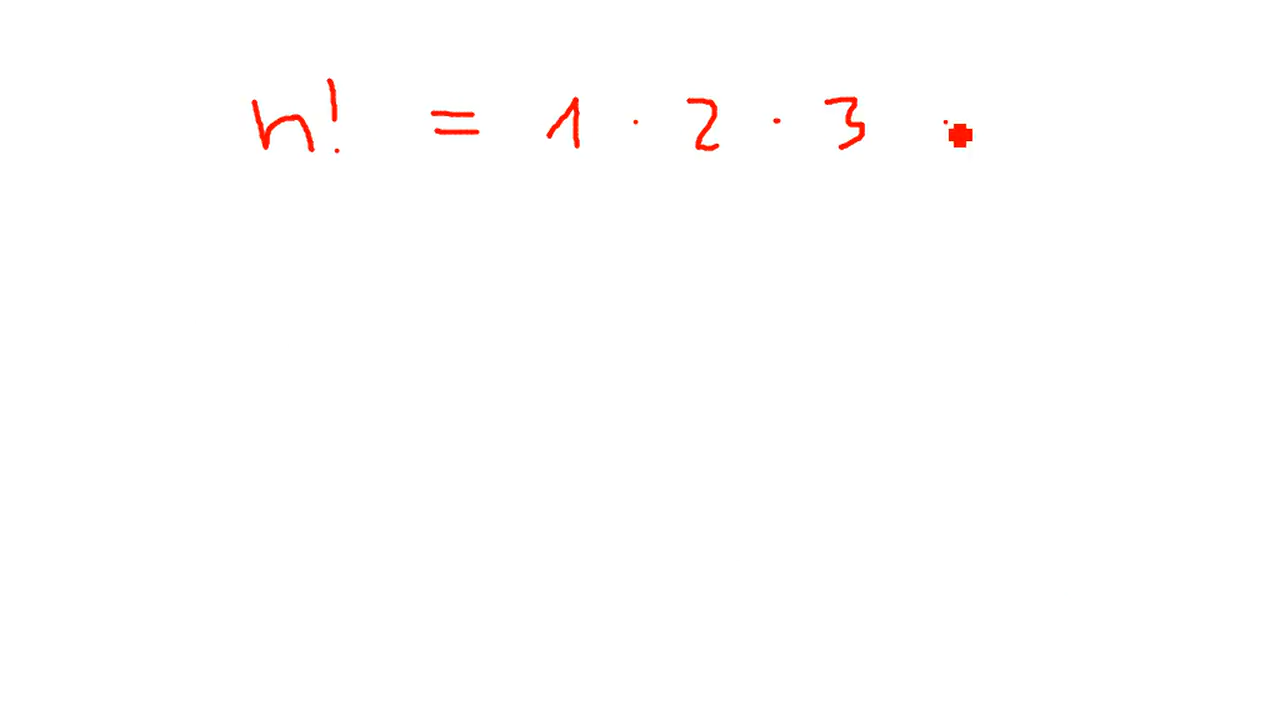 n! = 1 · 2 · 3 ·